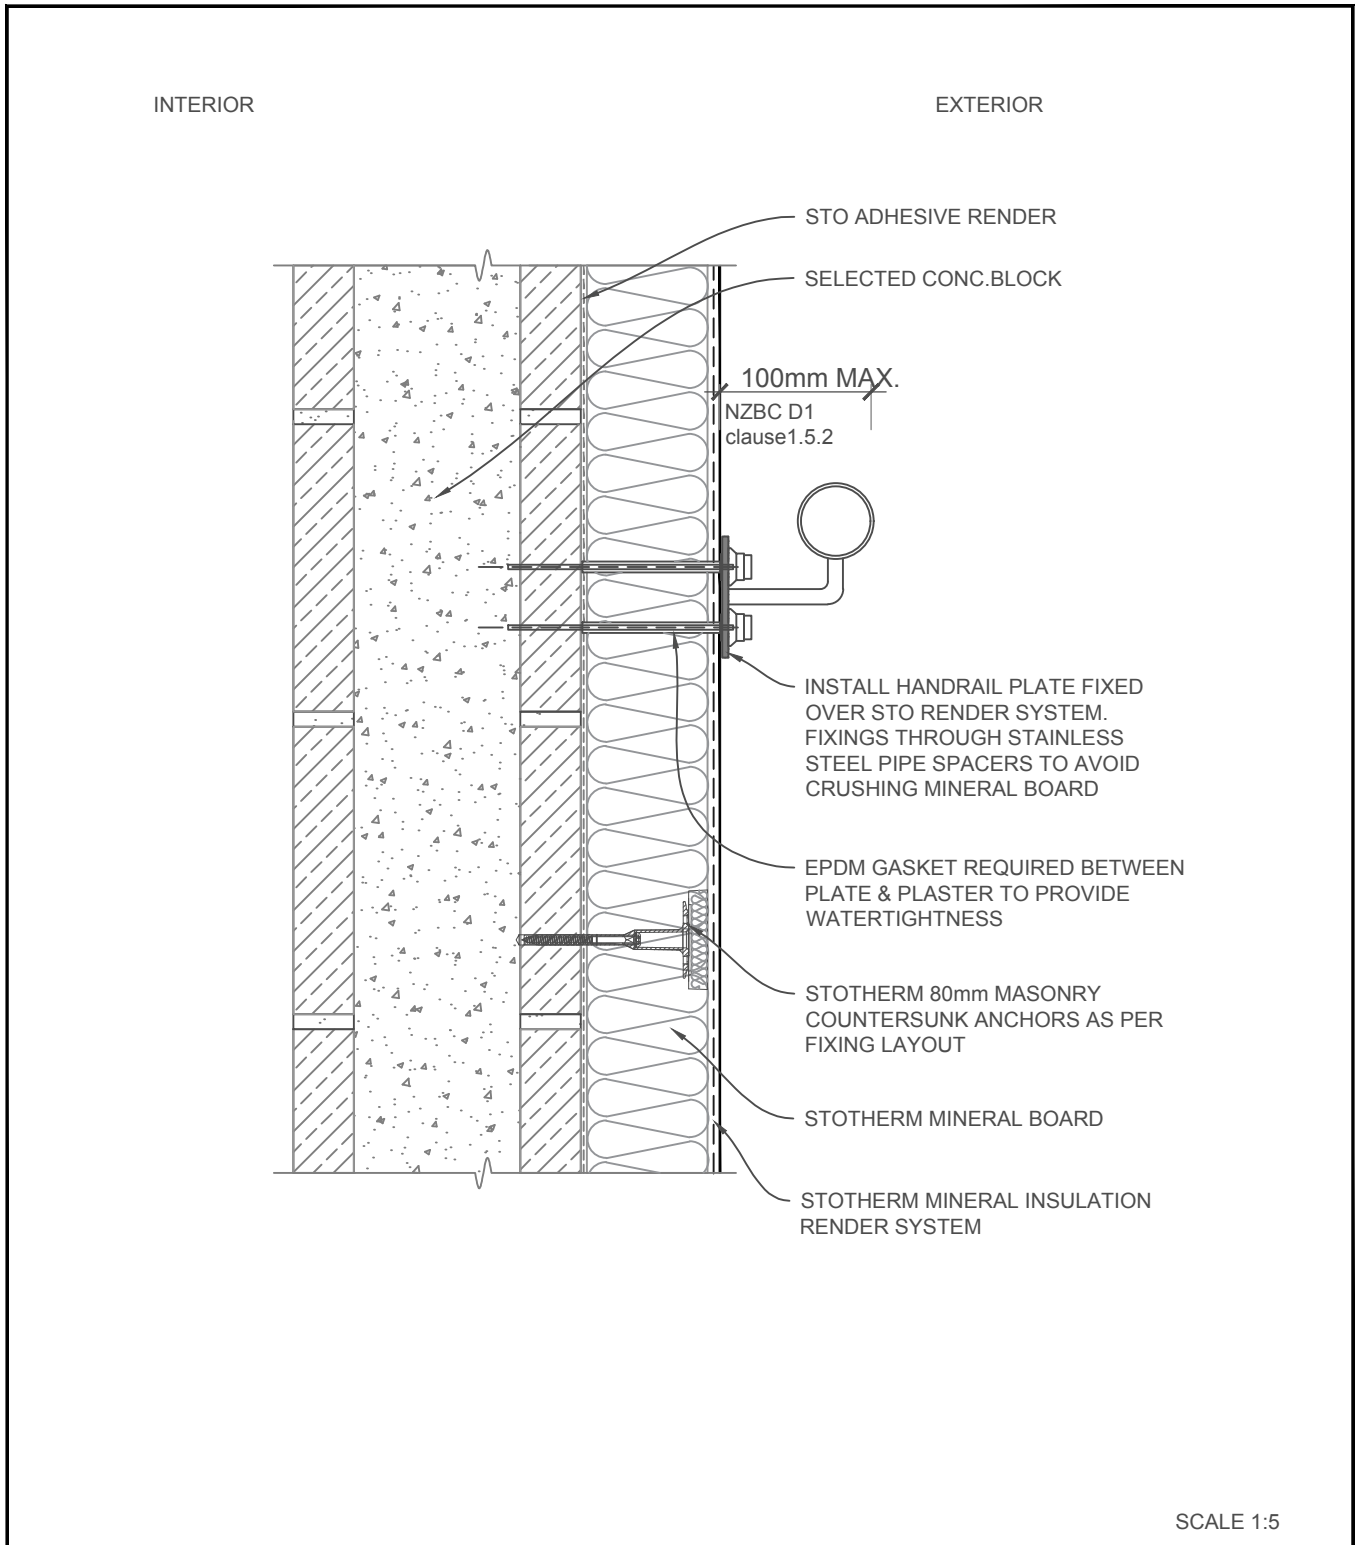 INTERIOR
EXTERIOR
STO ADHESIVE RENDER
SELECTED CONC.BLOCK
100mm MAX.
NZBC D1
clause1.5.2
INSTALL HANDRAIL PLATE FIXED
OVER STO RENDER SYSTEM.
FIXINGS THROUGH STAINLESS
STEEL PIPE SPACERS TO AVOID
CRUSHING MINERAL BOARD
EPDM GASKET REQUIRED BETWEEN
PLATE & PLASTER TO PROVIDE
WATERTIGHTNESS
STOTHERM 80mm MASONRY
COUNTERSUNK ANCHORS AS PER
FIXING LAYOUT
STOTHERM MINERAL BOARD
STOTHERM MINERAL INSULATION
RENDER SYSTEM
SCALE 1:5